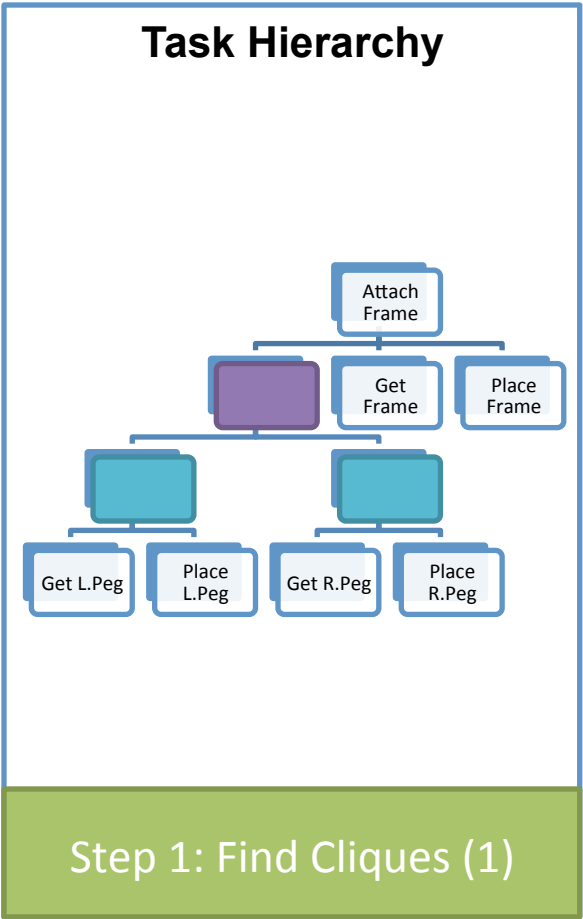 Task Hierarchy
Attach
Frame
Get
Frame
Place
Frame
Get L.Peg
Place
L.Peg
Get R.Peg
Place
R.Peg
Step 1: Find Cliques (1)